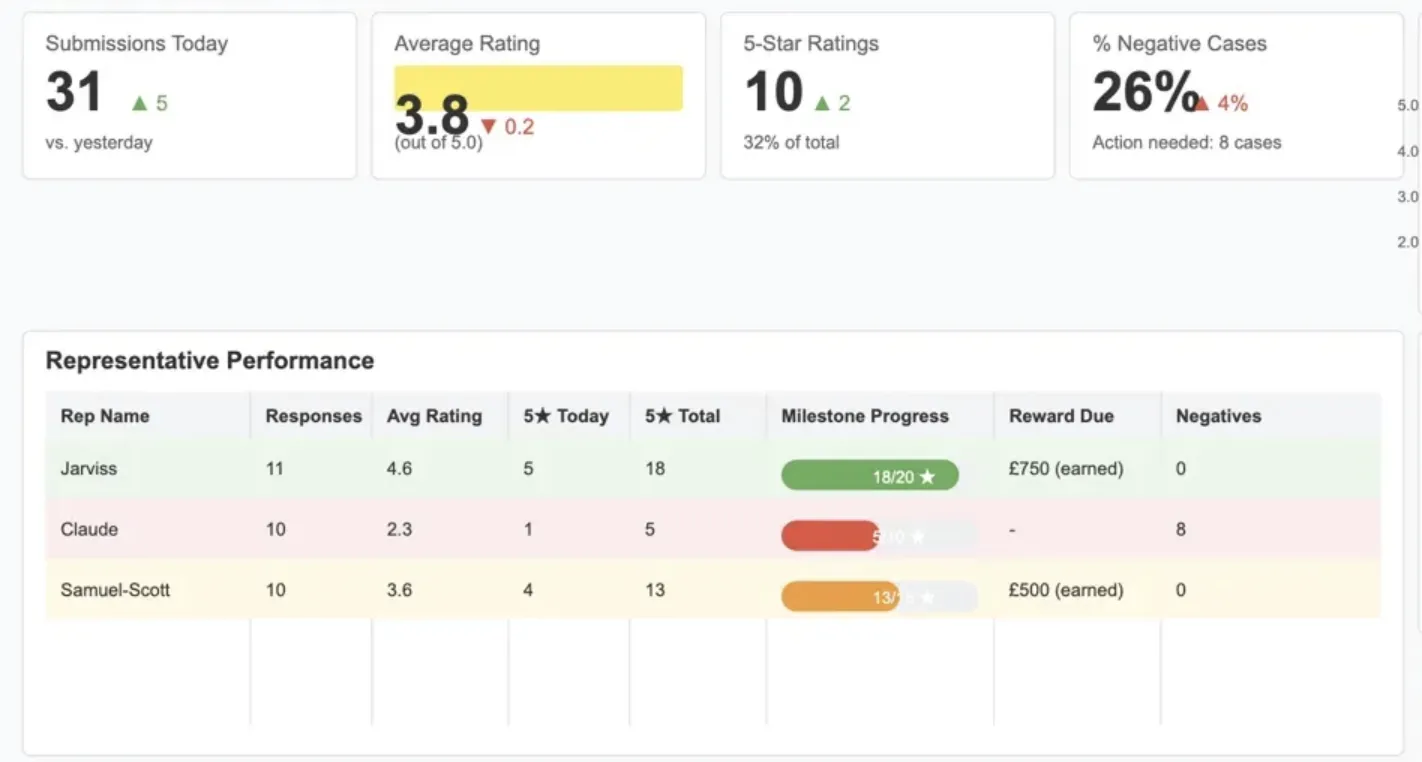 Submissions Today
31 ▲ 5
vs. yesterday
Average Rating
3.8 ▼ 0.2
(out of 5.0)
5-Star Ratings
10 ▲ 2
32% of total
% Negative Cases
26% ▲ 4%
Action needed: 8 cases
5.0
4.0
3.0
2.0
Representative Performance
Rep Name Responses Avg Rating 5★ Today 5★ Total Milestone Progress Reward Due Negatives
Jarviss 11 4.6 5 18 18/20 ★ £750 (earned) 0
Claude 10 2.3 1 5 5/10 ★ - 8
Samuel-Scott 10 3.6 4 13 ★ £500 (earned) 0